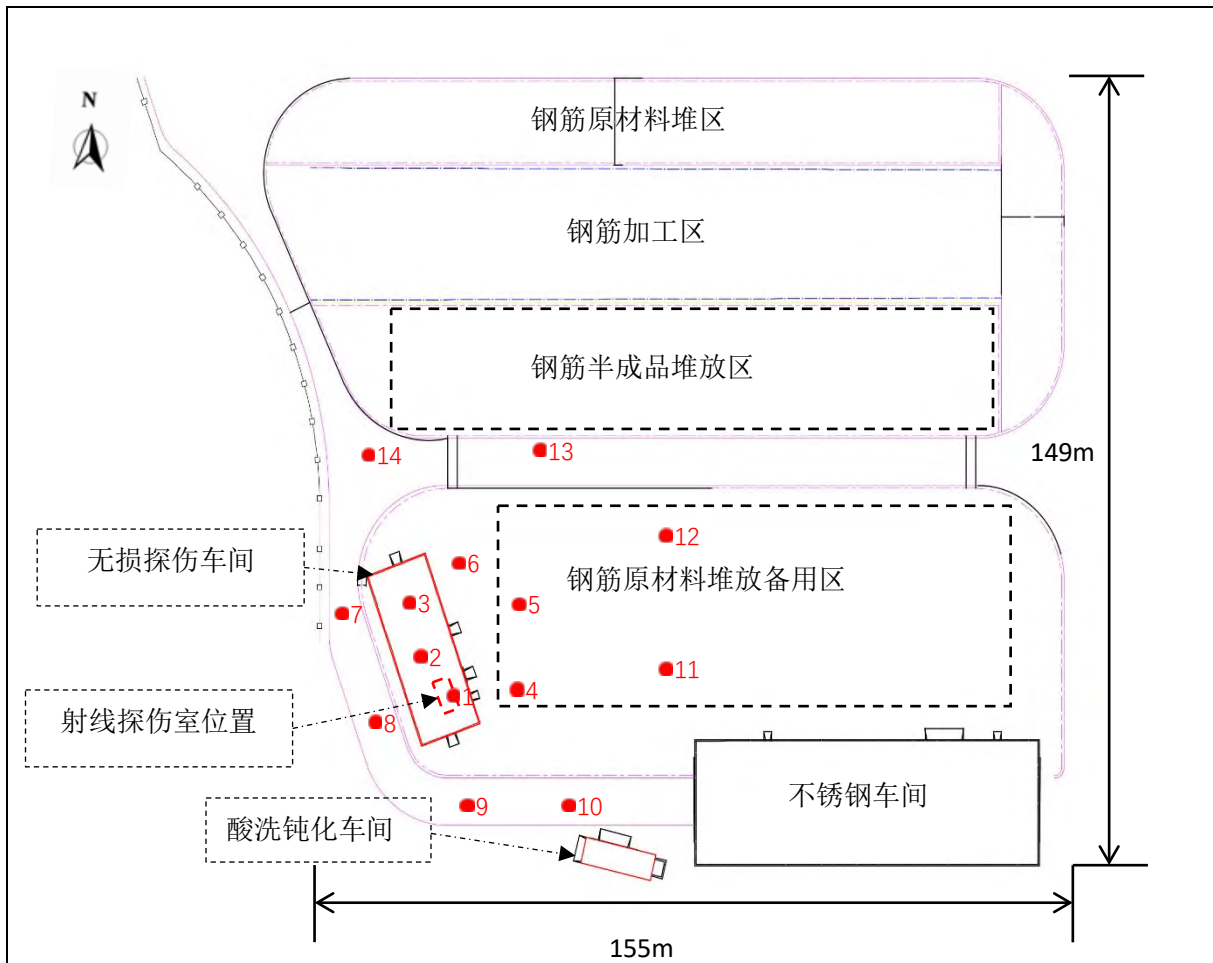 N
钢筋原材料堆区
钢筋加工区
钢筋半成品堆放区
14
13
149m
无损探伤车间
12
6
钢筋原材料堆放备用区
3
5
7
2
11
1
4
射线探伤室位置
8
不锈钢车间
9
10
酸洗钝化车间
155m